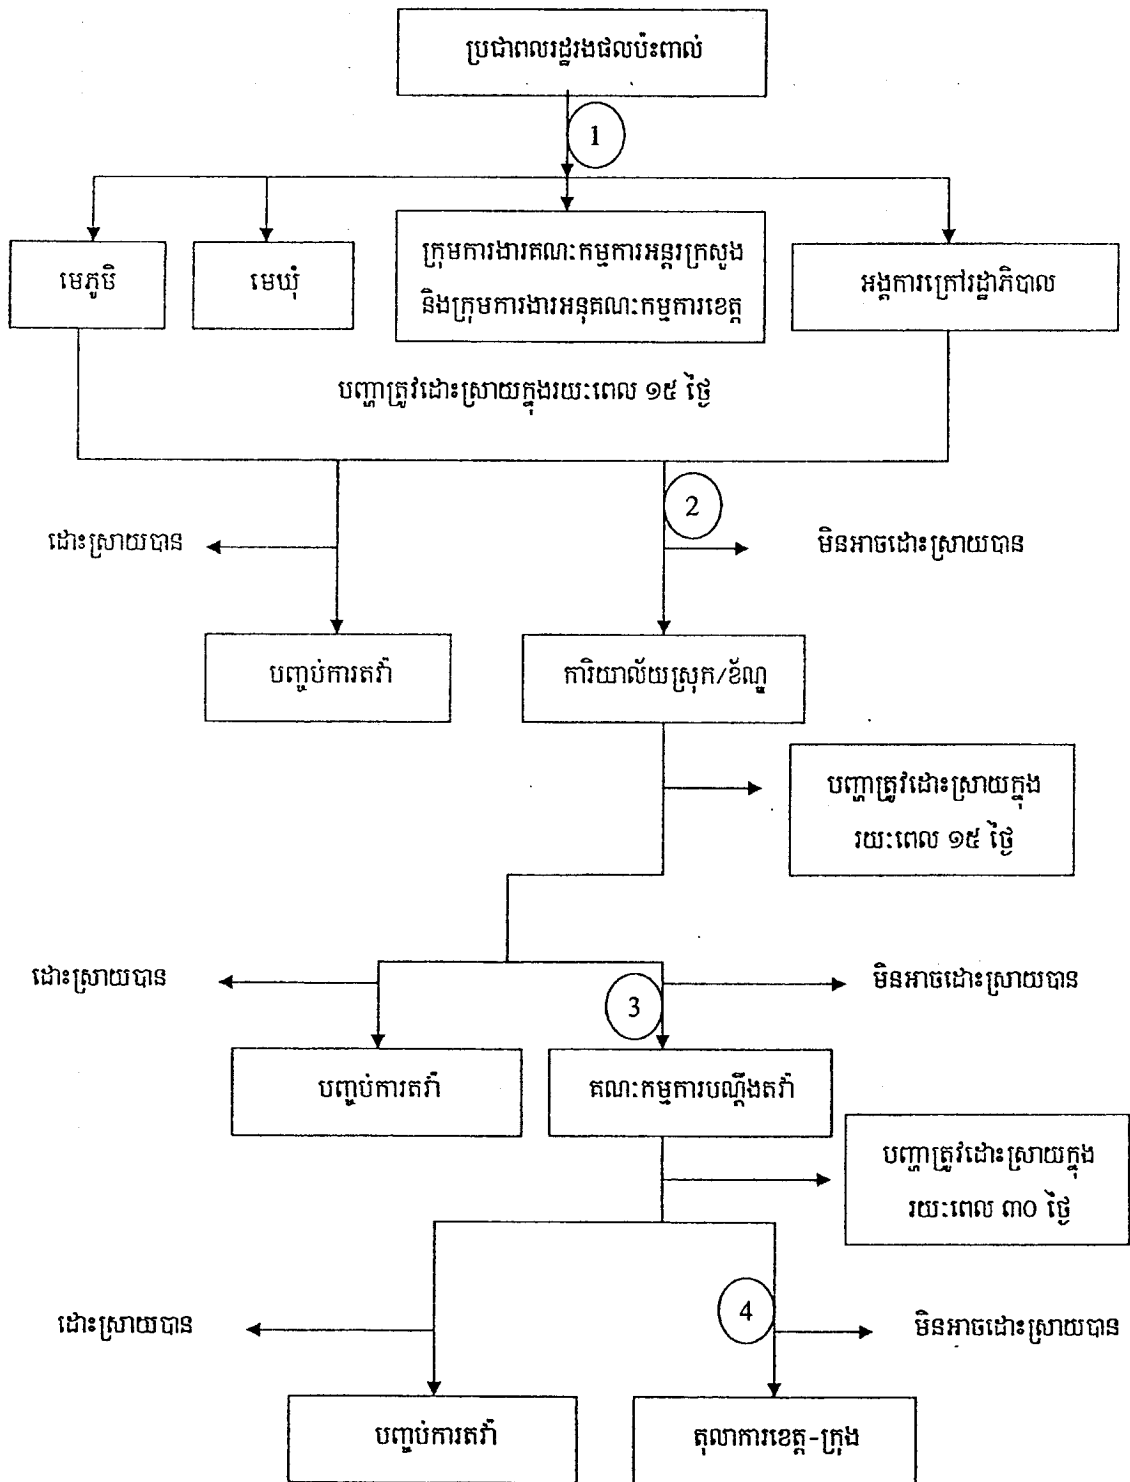 ប្រជាពលរដ្ឋរងផលប៉ះពាល់
1
មេភូមិ
មេឃុំ
ក្រុមការងារគណៈកម្មការអន្តរក្រសួង
និងក្រុមការងារអនុគណៈកម្មការខេត្ត
អង្គការក្រៅរដ្ឋាភិបាល
បញ្ហាត្រូវដោះស្រាយក្នុងរយៈពេល ១៥ ថ្ងៃ
2
ដោះស្រាយបាន
មិនអាចដោះស្រាយបាន
បញ្ចប់ការតវ៉ា
ការិយាល័យស្រុក/ខ័ណ្ឌ
បញ្ហាត្រូវដោះស្រាយក្នុង
រយៈពេល ១៥ ថ្ងៃ
ដោះស្រាយបាន
មិនអាចដោះស្រាយបាន
3
បញ្ចប់ការតវ៉ា
គណៈកម្មការបណ្តឹងតវ៉ា
បញ្ហាត្រូវដោះស្រាយក្នុង
រយៈពេល ៣០ ថ្ងៃ
4
ដោះស្រាយបាន
មិនអាចដោះស្រាយបាន
បញ្ចប់ការតវ៉ា
តុលាការខេត្ត-ក្រុង